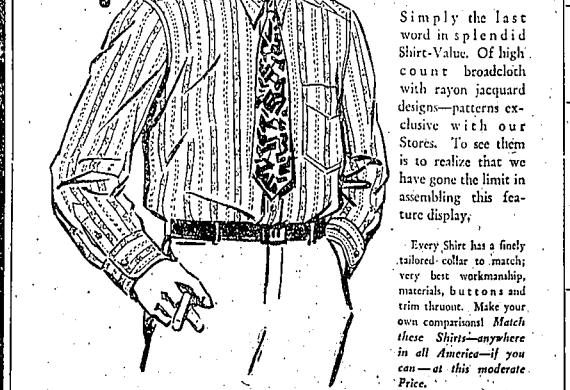 Simply the last
word in splendid
Shirt-Value. Of high
count broadcloth
with rayon jacquard
designs—patterns ex-
clusive with our
Stores. To see them
is to realize that we
have gone the limit in
assembling this fea-
ture display.
Every Shirt has a finely
tailored collar to match;
very best workmanship,
materials, buttons and
trim thruout. Make your
own comparisons! Match
these Shirts—anywhere
in all America—if you
can—at this moderate
Price.